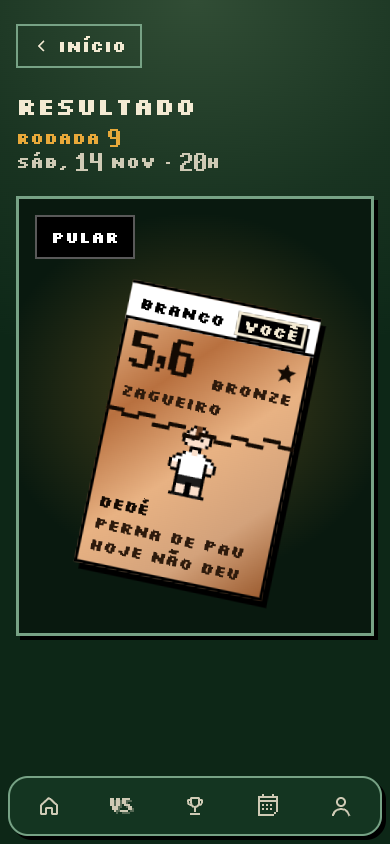 INÍCIO
RESULTADO
RODADA 9
SÁB, 14 NOV · 20H
PULAR
BRANCO VOCÊ
5,6
BRONZE
ZAGUEIRO
DEDÉ
PERNA DE PAU
HOJE NÃO DEU
VS